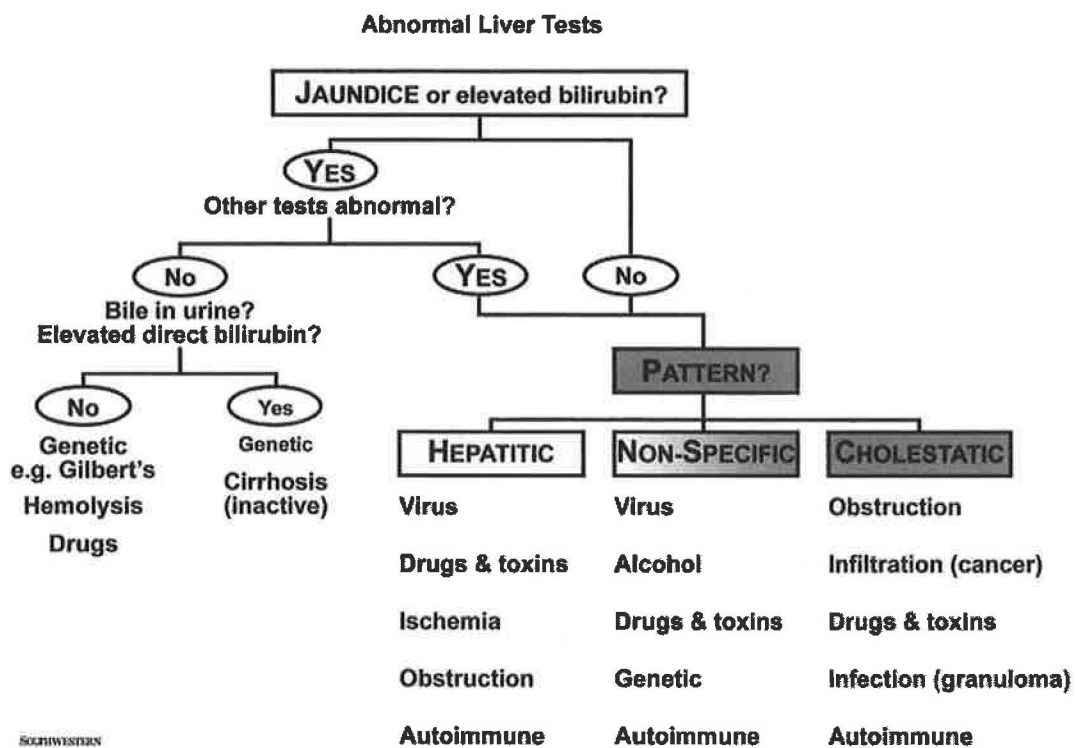 Abnormal Liver Tests
JAUNDICE or elevated bilirubin?
YES
Other tests abnormal?
No
YES
No
Bile in urine?
Elevated direct bilirubin?
No
Yes
Genetic
e.g. Gilbert's
Hemolysis
Drugs
Genetic
Cirrhosis
(inactive)
PATTERN?
HEPATITIC
NON-SPECIFIC
CHOLESTATIC
Virus
Drugs & toxins
Ischemia
Obstruction
Autoimmune
Virus
Alcohol
Drugs & toxins
Genetic
Autoimmune
Obstruction
Infiltration (cancer)
Drugs & toxins
Infection (granuloma)
Autoimmune
SOUTHWESTERN